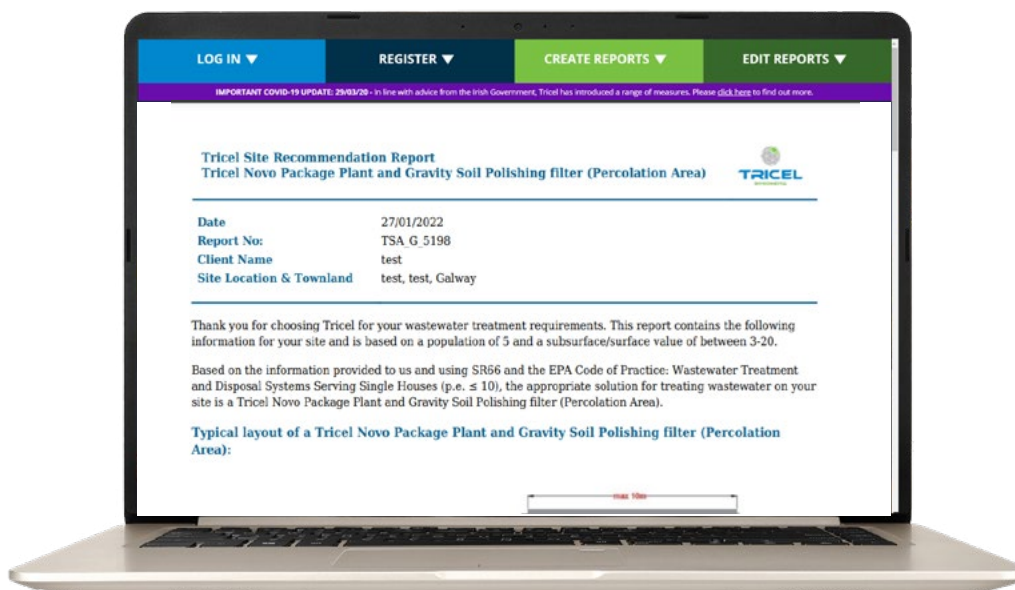 LOG IN ▼
REGISTER ▼
CREATE REPORTS ▼
EDIT REPORTS ▼
IMPORTANT COVID-19 UPDATE: 29/03/20 - In line with advice from the Irish Government, Tricel has introduced a range of measures. Please click here to find out more.
Tricel Site Recommendation Report
Tricel Novo Package Plant and Gravity Soil Polishing filter (Percolation Area)
TRICEL
Date 27/01/2022
Report No: TSA_G_5198
Client Name test
Site Location & Townland test, test, Galway
Thank you for choosing Tricel for your wastewater treatment requirements. This report contains the following
information for your site and is based on a population of 5 and a subsurface/surface value of between 3-20.
Based on the information provided to us and using SR66 and the EPA Code of Practice: Wastewater Treatment
and Disposal Systems Serving Single Houses (p.e. ≤ 10), the appropriate solution for treating wastewater on your
site is a Tricel Novo Package Plant and Gravity Soil Polishing filter (Percolation Area).
Typical layout of a Tricel Novo Package Plant and Gravity Soil Polishing filter (Percolation
Area):
max 10m